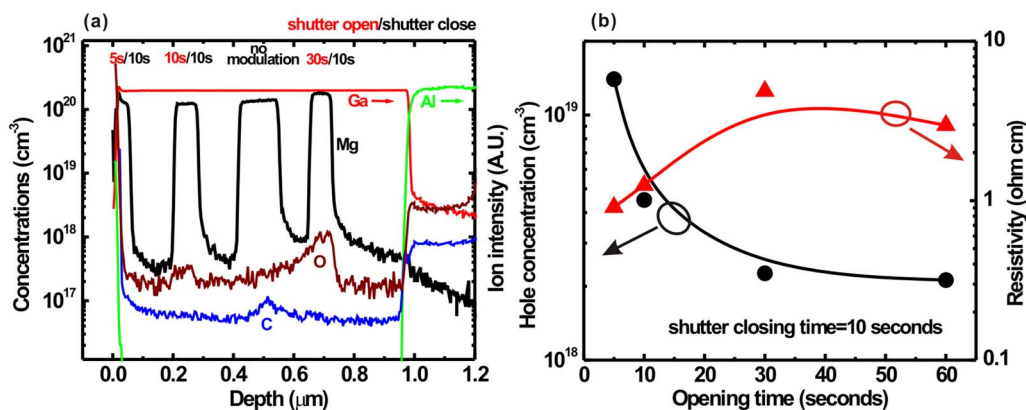 (a)
shutter open/shutter close
10²¹
10²⁰
10¹⁹
10¹⁸
10¹⁷
Concentrations (cm⁻³)
5s/10s
10s/10s
no
modulation
30s/10s
Ga
Al
Mg
O
C
0.0 0.2 0.4 0.6 0.8 1.0 1.2
Depth (μm)
Ion intensity (A.U.)
(b)
10¹⁹
10¹⁸
Hole concentration (cm⁻³)
10
1
0.1
Resistivity (ohm cm)
shutter closing time=10 seconds
0 10 20 30 40 50 60
Opening time (seconds)